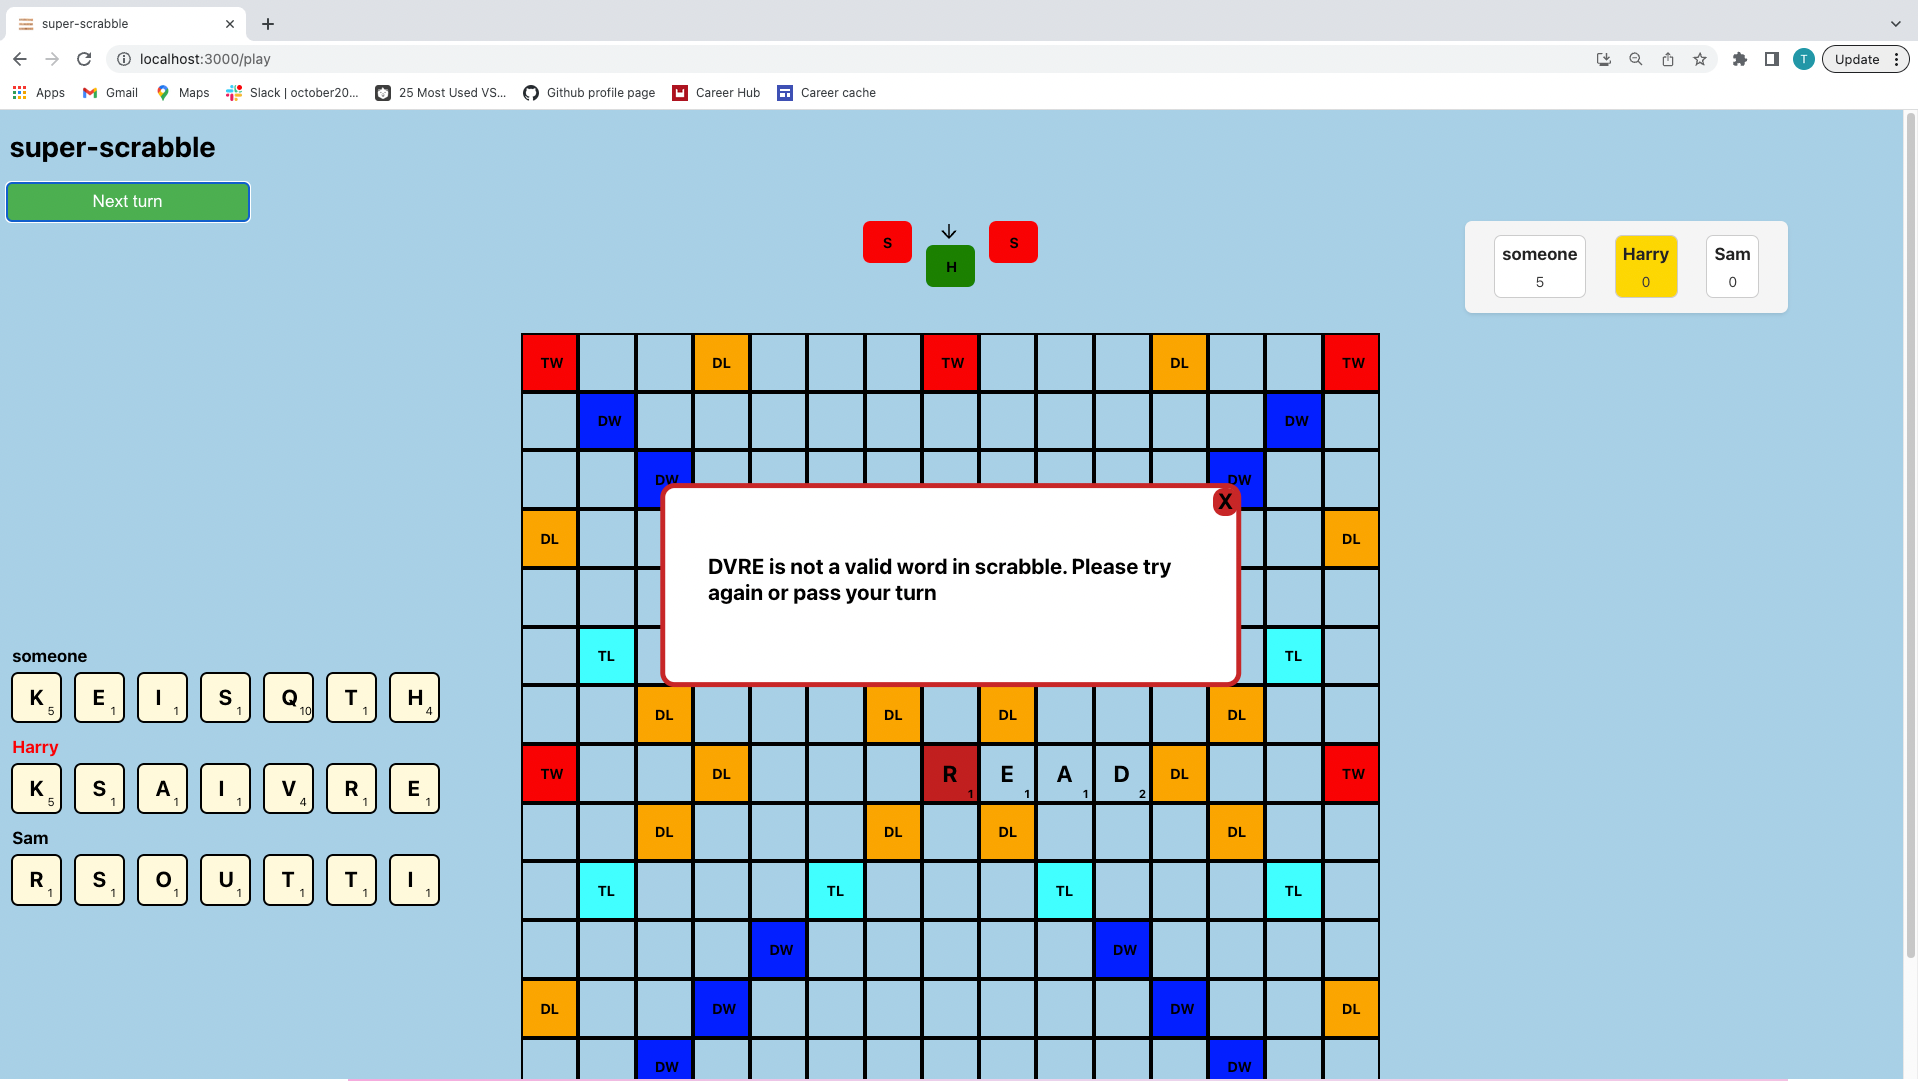 super-scrabble
localhost:3000/play
T
Update
Apps
Gmail
Maps
Slack | october20...
25 Most Used VS...
Github profile page
Career Hub
Career cache
super-scrabble
Next turn
S
H
S
someone Harry Sam
5 0 0
TW DL TW DL TW
DW DW
DW DW
X
DL DL
DVRE is not a valid word in scrabble. Please try
again or pass your turn
TL TL
DL DL DL DL
TW DL R 1 E 1 A 1 D 2 DL TW
DL DL DL DL
TL TL TL TL
DW DW
DL DW DW DL
DW DW
someone
K 5 E 1 I 1 S 1 Q 10 T 1 H 4
Harry
K 5 S 1 A 1 I 1 V 4 R 1 E 1
Sam
R 1 S 1 O 1 U 1 T 1 T 1 I 1